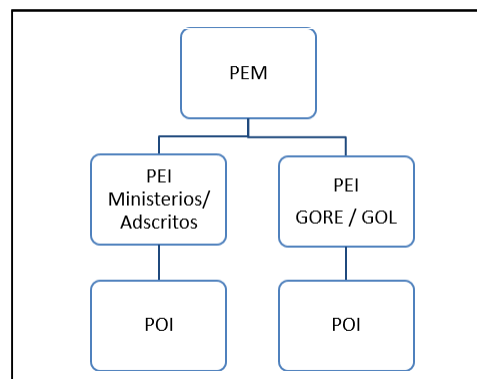 PEM
PEI
Ministerios/
Adscritos
PEI
GORE / GOL
POI
POI